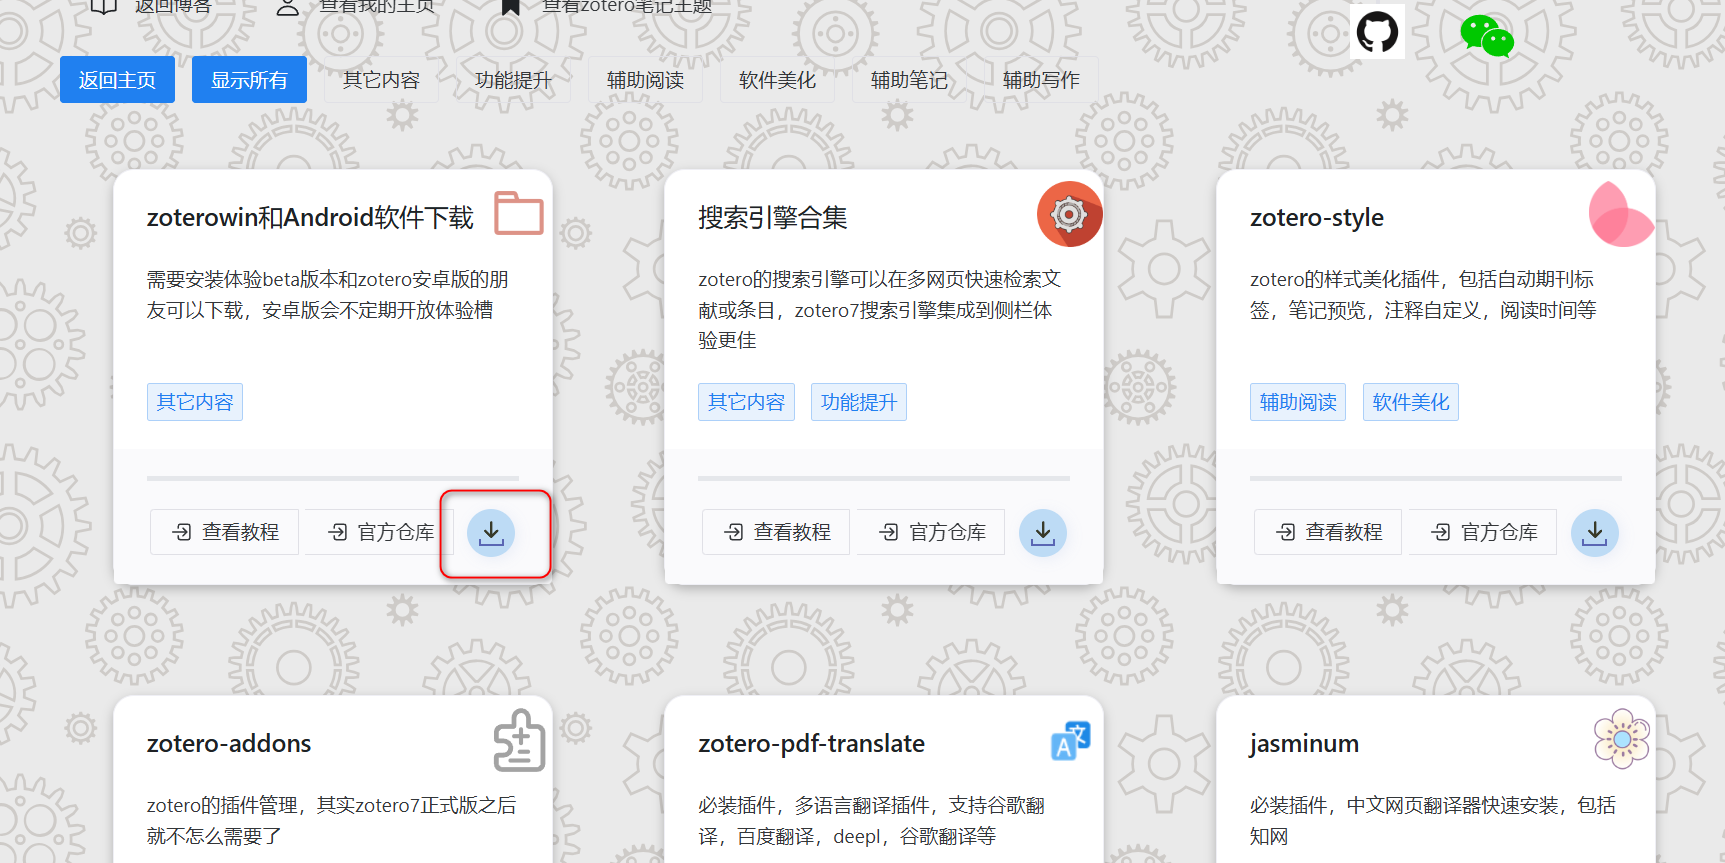 返回博客 查看我的主页 查看zotero笔记主题
返回主页 显示所有 其它内容 功能提升 辅助阅读 软件美化 辅助笔记 辅助写作
zoterowin和Android软件下载
需要安装体验beta版本和zotero安卓版的朋
友可以下载，安卓版会不定期开放体验槽
其它内容
查看教程 官方仓库
搜索引擎合集
zotero的搜索引擎可以在多网页快速检索文
献或条目，zotero7搜索引擎集成到侧栏体
验更佳
其它内容 功能提升
查看教程 官方仓库
zotero-style
zotero的样式美化插件，包括自动期刊标
签，笔记预览，注释自定义，阅读时间等
辅助阅读 软件美化
查看教程 官方仓库
zotero-addons
zotero的插件管理，其实zotero7正式版之后
就不怎么需要了
zotero-pdf-translate
A 文
必装插件，多语言翻译插件，支持谷歌翻
译，百度翻译，deepl，谷歌翻译等
jasminum
必装插件，中文网页翻译器快速安装，包括
知网